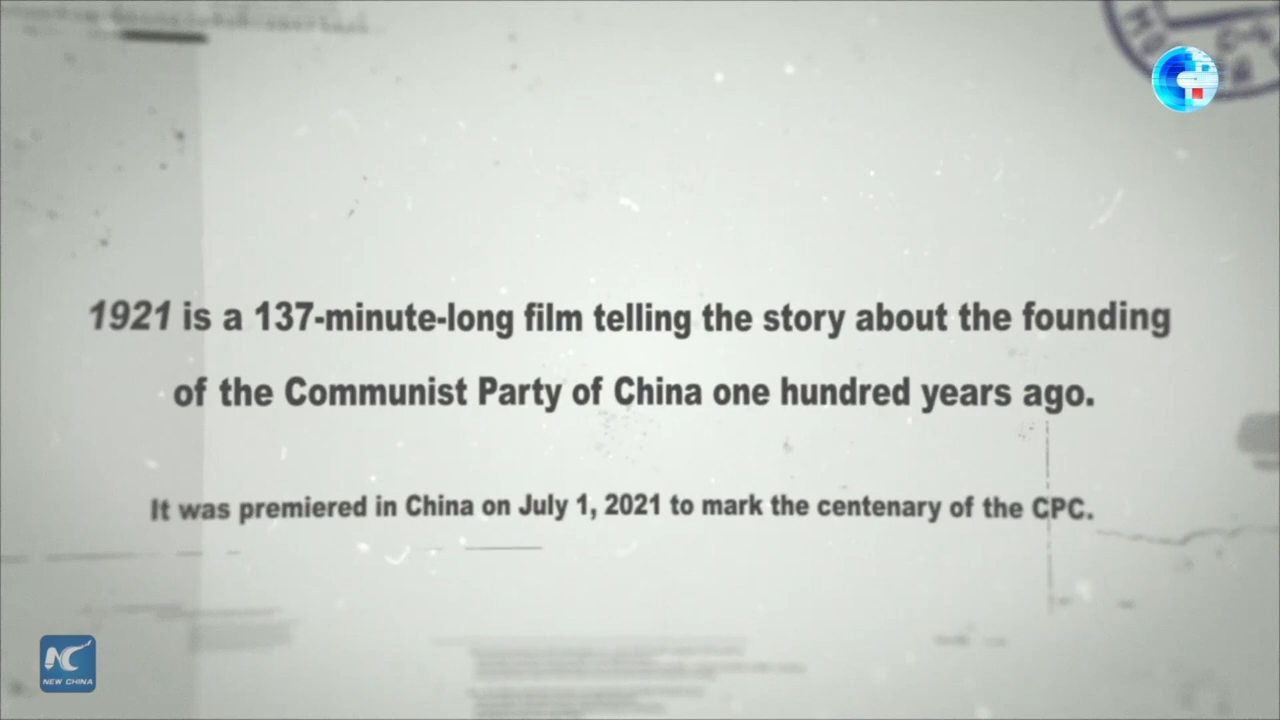 1921 is a 137-minute-long film telling the story about the founding
of the Communist Party of China one hundred years ago.
It was premiered in China on July 1, 2021 to mark the centenary of the CPC.
NC
NEW CHINA